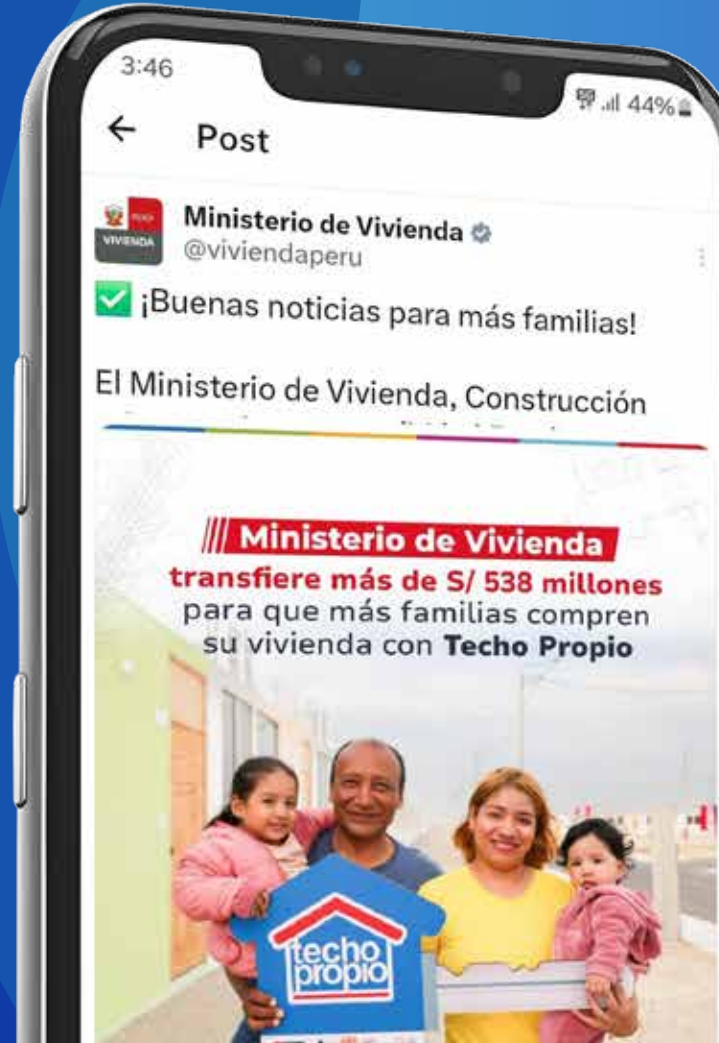 3:46
44%
Post
VIVIENDA
Ministerio de Vivienda
@viviendaperu
¡Buenas noticias para más familias!
El Ministerio de Vivienda, Construcción
Ministerio de Vivienda
transfiere más de S/ 538 millones
para que más familias compren
su vivienda con Techo Propio
techo
propio